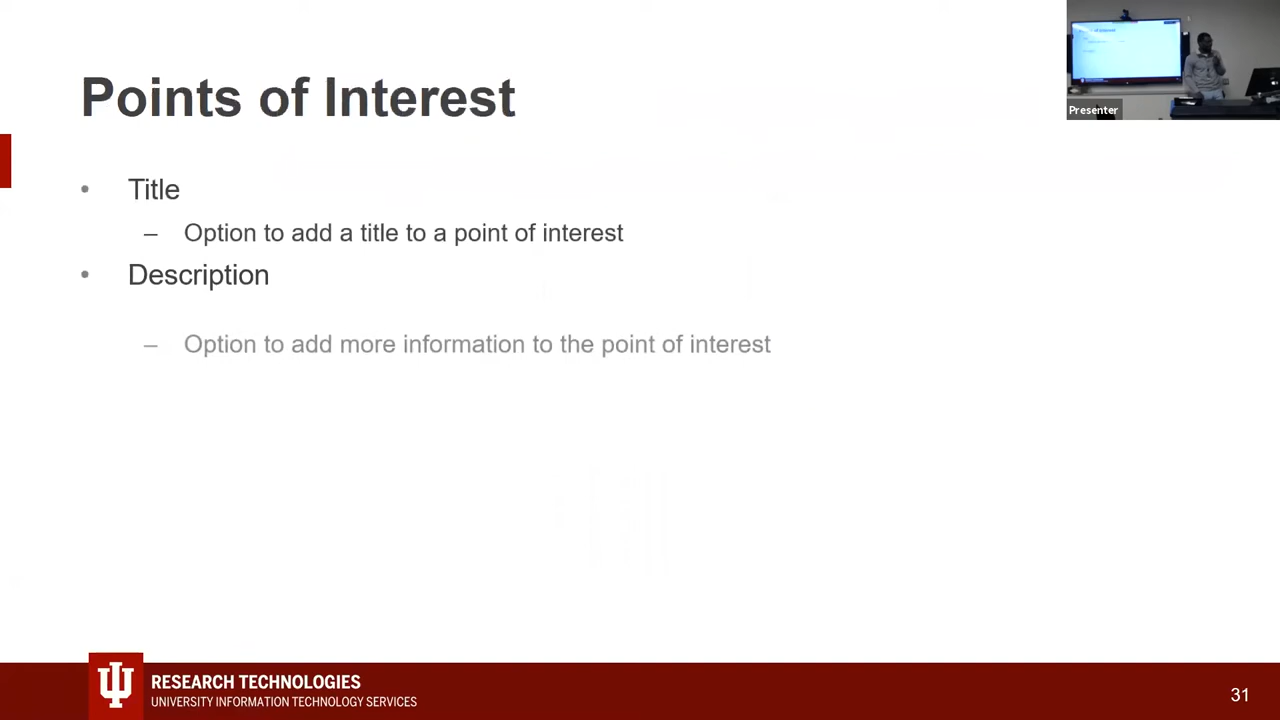 Points of Interest
Presenter
• Title
– Option to add a title to a point of interest
• Description
– Option to add more information to the point of interest
RESEARCH TECHNOLOGIES
UNIVERSITY INFORMATION TECHNOLOGY SERVICES
31